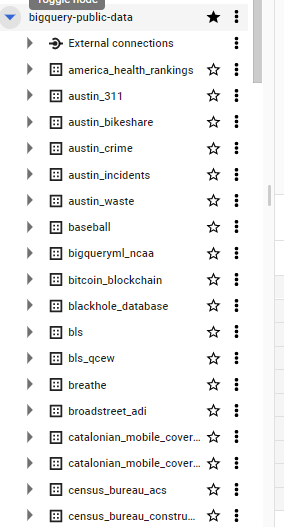 Toggle node
bigquery-public-data
External connections
america_health_rankings
austin_311
austin_bikeshare
austin_crime
austin_incidents
austin_waste
baseball
bigqueryml_ncaa
bitcoin_blockchain
blackhole_database
bls
bls_qcew
breathe
broadstreet_adi
catalonian_mobile_cover...
catalonian_mobile_cover...
census_bureau_acs
census_bureau_constru...